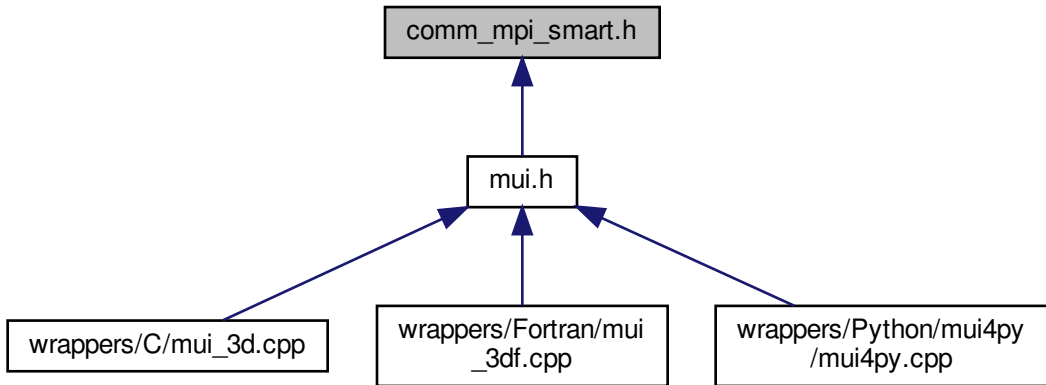 comm_mpi_smart.h
mui.h
wrappers/C/mui_3d.cpp
wrappers/Fortran/mui
_3df.cpp
wrappers/Python/mui4py
/mui4py.cpp